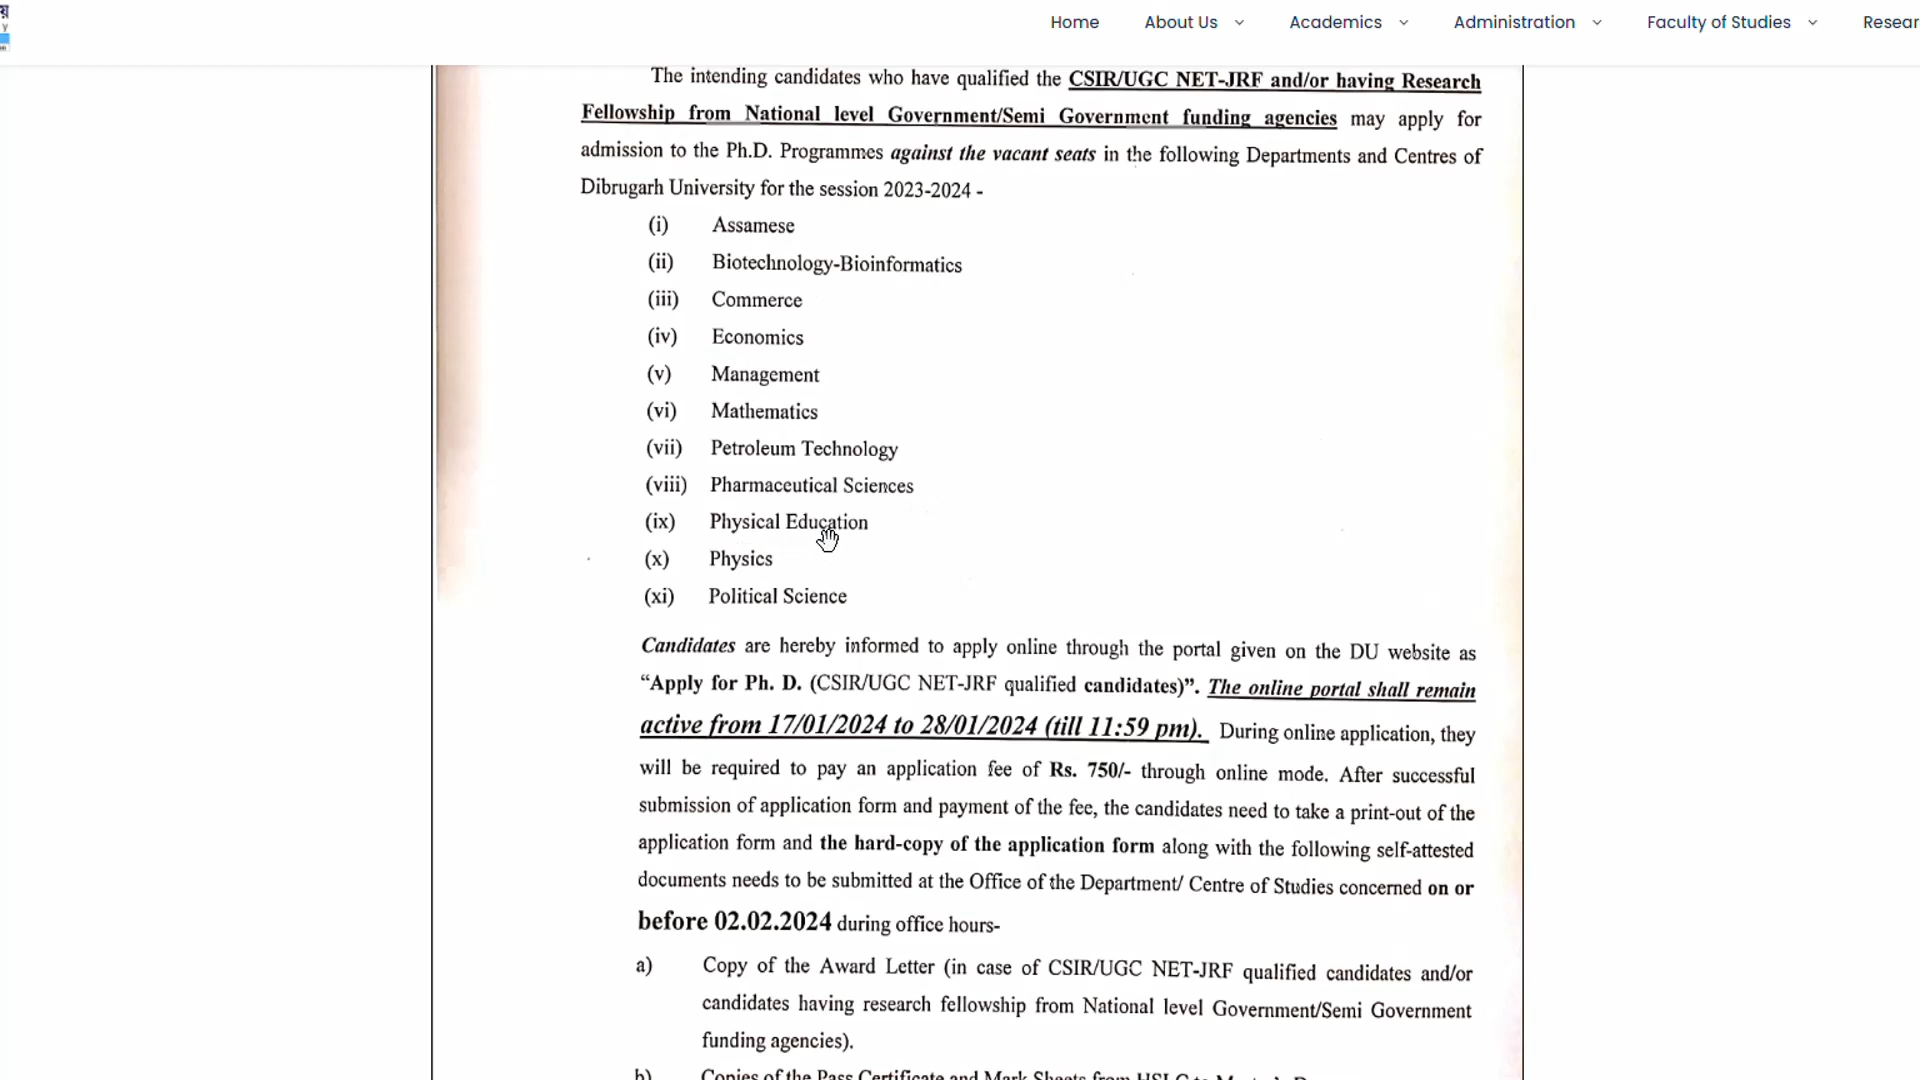 Home About Us Academics Administration Faculty of Studies Resear
The intending candidates who have qualified the CSIR/UGC NET-JRF and/or having Research
Fellowship from National level Government/Semi Government funding agencies may apply for
admission to the Ph.D. Programmes against the vacant seats in the following Departments and Centres of
Dibrugarh University for the session 2023-2024 -
(i) Assamese
(ii) Biotechnology-Bioinformatics
(iii) Commerce
(iv) Economics
(v) Management
(vi) Mathematics
(vii) Petroleum Technology
(viii) Pharmaceutical Sciences
(ix) Physical Education
(x) Physics
(xi) Political Science
Candidates are hereby informed to apply online through the portal given on the DU website as
“Apply for Ph. D. (CSIR/UGC NET-JRF qualified candidates)”. The online portal shall remain
active from 17/01/2024 to 28/01/2024 (till 11:59 pm). During online application, they
will be required to pay an application fee of Rs. 750/- through online mode. After successful
submission of application form and payment of the fee, the candidates need to take a print-out of the
application form and the hard-copy of the application form along with the following self-attested
documents needs to be submitted at the Office of the Department/ Centre of Studies concerned on or
before 02.02.2024 during office hours-
a) Copy of the Award Letter (in case of CSIR/UGC NET-JRF qualified candidates and/or
candidates having research fellowship from National level Government/Semi Government
funding agencies).
b) Copies of the Pass Certificate and Mark Sheets from HSLC to